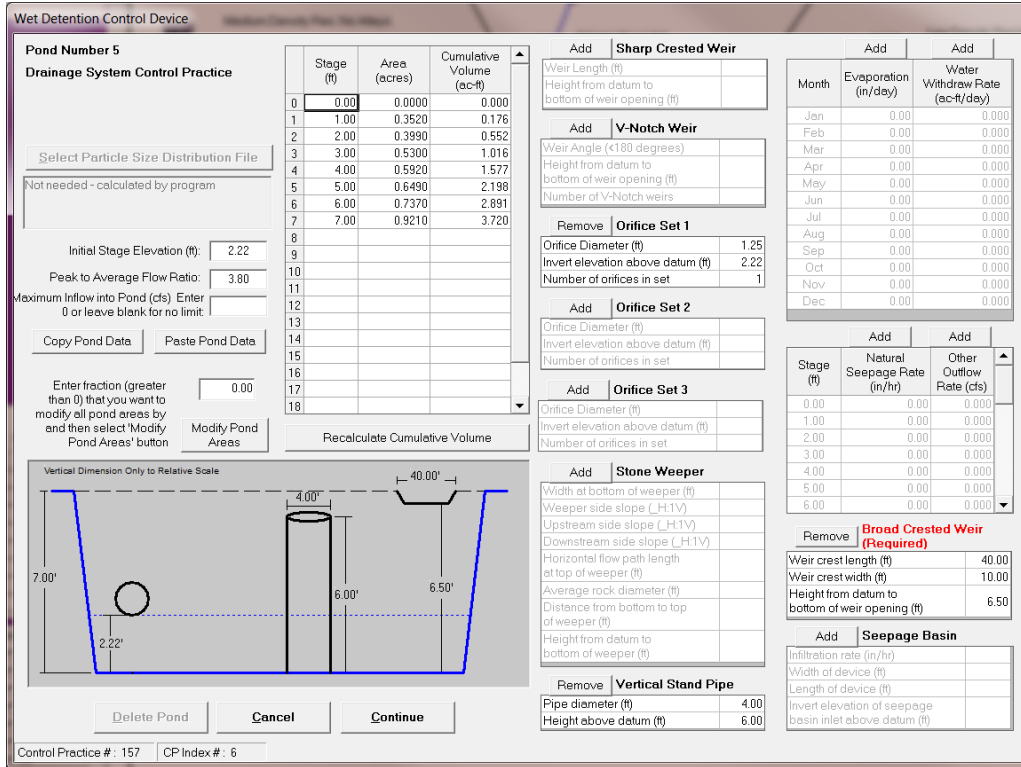 Wet Detention Control Device
Pond Number 5
Drainage System Control Practice
Select Particle Size Distribution File
Not needed - calculated by program
Initial Stage Elevation (ft): 2.22
Peak to Average Flow Ratio: 3.80
Maximum Inflow into Pond (cfs) Enter
0 or leave blank for no limit:
Copy Pond Data Paste Pond Data
Enter fraction (greater
than 0) that you want to
modify all pond areas by
and then select 'Modify
Pond Areas' button
0.00
Modify Pond
Areas
Stage
(ft)
Area
(acres)
Cumulative
Volume
(ac-ft)
0 0.00 0.0000 0.000
1 1.00 0.3520 0.176
2 2.00 0.3990 0.552
3 3.00 0.5300 1.016
4 4.00 0.5920 1.577
5 5.00 0.6490 2.198
6 6.00 0.7370 2.891
7 7.00 0.9210 3.720
8
9
10
11
12
13
14
15
16
17
18
Recalculate Cumulative Volume
Vertical Dimension Only to Relative Scale
40.00'
4.00'
7.00'
6.00'
6.50'
2.22'
Delete Pond Cancel Continue
Control Practice #: 157 CP Index #: 6
Add Sharp Crested Weir
Weir Length (ft)
Height from datum to
bottom of weir opening (ft)
Add V-Notch Weir
Weir Angle (<180 degrees)
Height from datum to
bottom of weir opening (ft)
Number of V-Notch weirs
Remove Orifice Set 1
Orifice Diameter (ft) 1.25
Invert elevation above datum (ft) 2.22
Number of orifices in set 1
Add Orifice Set 2
Orifice Diameter (ft)
Invert elevation above datum (ft)
Number of orifices in set
Add Orifice Set 3
Orifice Diameter (ft)
Invert elevation above datum (ft)
Number of orifices in set
Add Stone Weeper
Width at bottom of weeper (ft)
Weeper side slope (_H:1V)
Upstream side slope (_H:1V)
Downstream side slope (_H:1V)
Horizontal flow path length
at top of weeper (ft)
Average rock diameter (ft)
Distance from bottom to top
of weeper (ft)
Height from datum to
bottom of weeper (ft)
Remove Vertical Stand Pipe
Pipe diameter (ft) 4.00
Height above datum (ft) 6.00
Add Add
Month
Evaporation
(in/day)
Water
Withdraw Rate
(ac-ft/day)
Jan 0.00 0.000
Feb 0.00 0.000
Mar 0.00 0.000
Apr 0.00 0.000
May 0.00 0.000
Jun 0.00 0.000
Jul 0.00 0.000
Aug 0.00 0.000
Sep 0.00 0.000
Oct 0.00 0.000
Nov 0.00 0.000
Dec 0.00 0.000
Add Add
Stage
(ft)
Natural
Seepage Rate
(in/hr)
Other
Outflow
Rate (cfs)
0.00 0.00 0.000
1.00 0.00 0.000
2.00 0.00 0.000
3.00 0.00 0.000
4.00 0.00 0.000
5.00 0.00 0.000
6.00 0.00 0.000
Remove Broad Crested Weir
(Required)
Weir crest length (ft) 40.00
Weir crest width (ft) 10.00
Height from datum to
bottom of weir opening (ft) 6.50
Add Seepage Basin
Infiltration rate (in/hr)
Width of device (ft)
Length of device (ft)
Invert elevation of seepage
basin inlet above datum (ft)